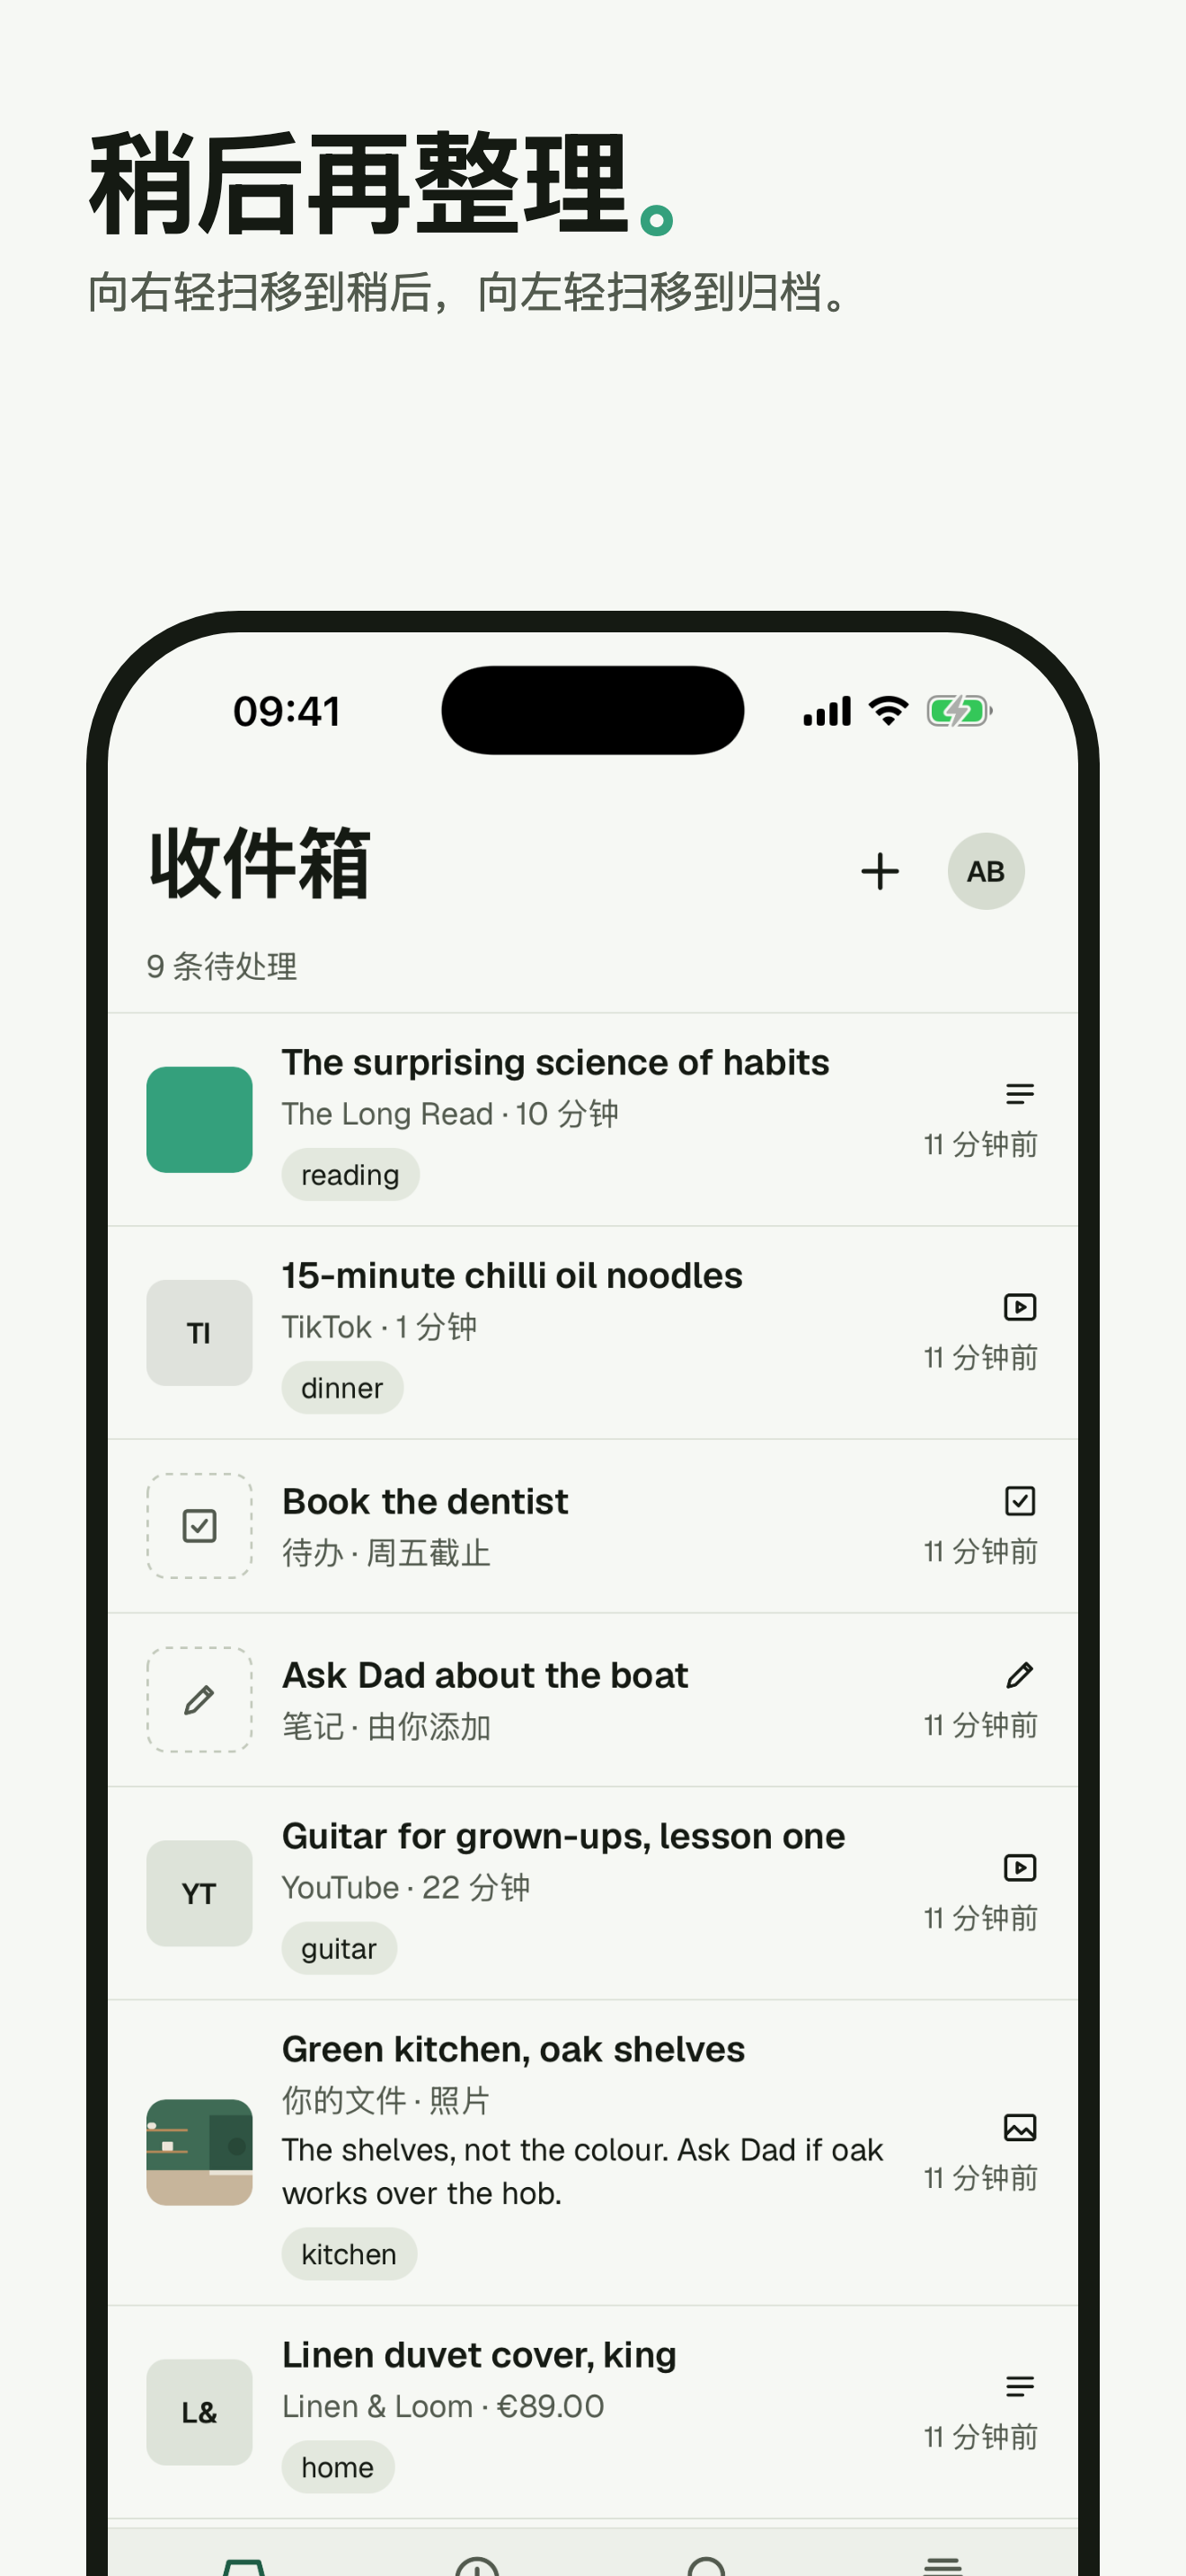 稍后再整理。
向右轻扫移到稍后，向左轻扫移到归档。
09:41
收件箱
AB
9 条待处理
The surprising science of habits
The Long Read · 10 分钟
11 分钟前
reading
TI
15-minute chilli oil noodles
TikTok · 1 分钟
11 分钟前
dinner
Book the dentist
待办 · 周五截止
11 分钟前
Ask Dad about the boat
笔记 · 由你添加
11 分钟前
YT
Guitar for grown-ups, lesson one
YouTube · 22 分钟
11 分钟前
guitar
Green kitchen, oak shelves
你的文件 · 照片
The shelves, not the colour. Ask Dad if oak
works over the hob.
11 分钟前
kitchen
L&
Linen duvet cover, king
Linen & Loom · €89.00
11 分钟前
home